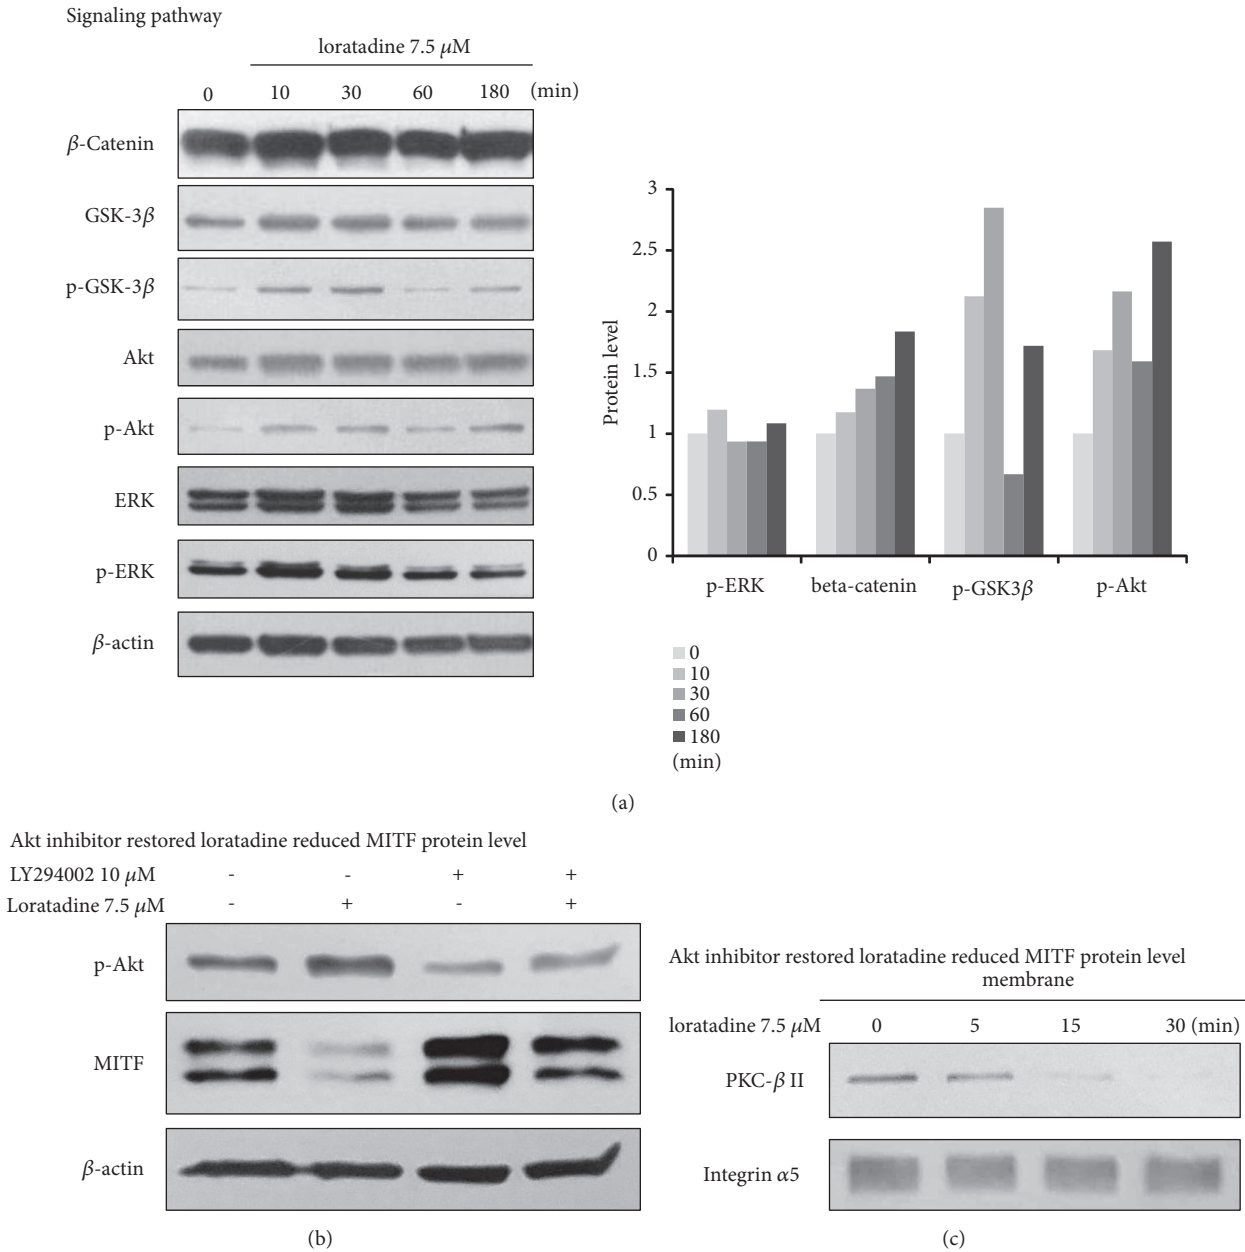 Signaling pathway
loratadine 7.5 μM
0 10 30 60 180 (min)
β-Catenin
GSK-3β
p-GSK-3β
Akt
p-Akt
ERK
p-ERK
β-actin
Protein level
3
2.5
2
1.5
1
0.5
0
p-ERK beta-catenin p-GSK3β p-Akt
0
10
30
60
180
(min)
(a)
Akt inhibitor restored loratadine reduced MITF protein level
LY294002 10 μM - - + +
Loratadine 7.5 μM - + - +
p-Akt
MITF
β-actin
(b)
Akt inhibitor restored loratadine reduced MITF protein level
membrane
loratadine 7.5 μM 0 5 15 30 (min)
PKC-β II
Integrin α5
(c)